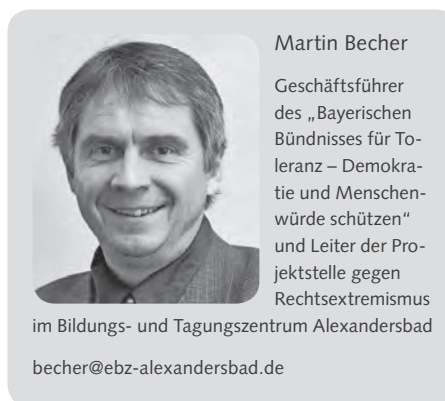 Martin Becher
Geschäftsführer
des „Bayerischen
Bündnisses für To-
leranz – Demokra-
tie und Menschen-
würde schützen“
und Leiter der Pro-
jektstelle gegen
Rechtsextremismus
im Bildungs- und Tagungszentrum Alexandersbad
becher@ebz-alexandersbad.de